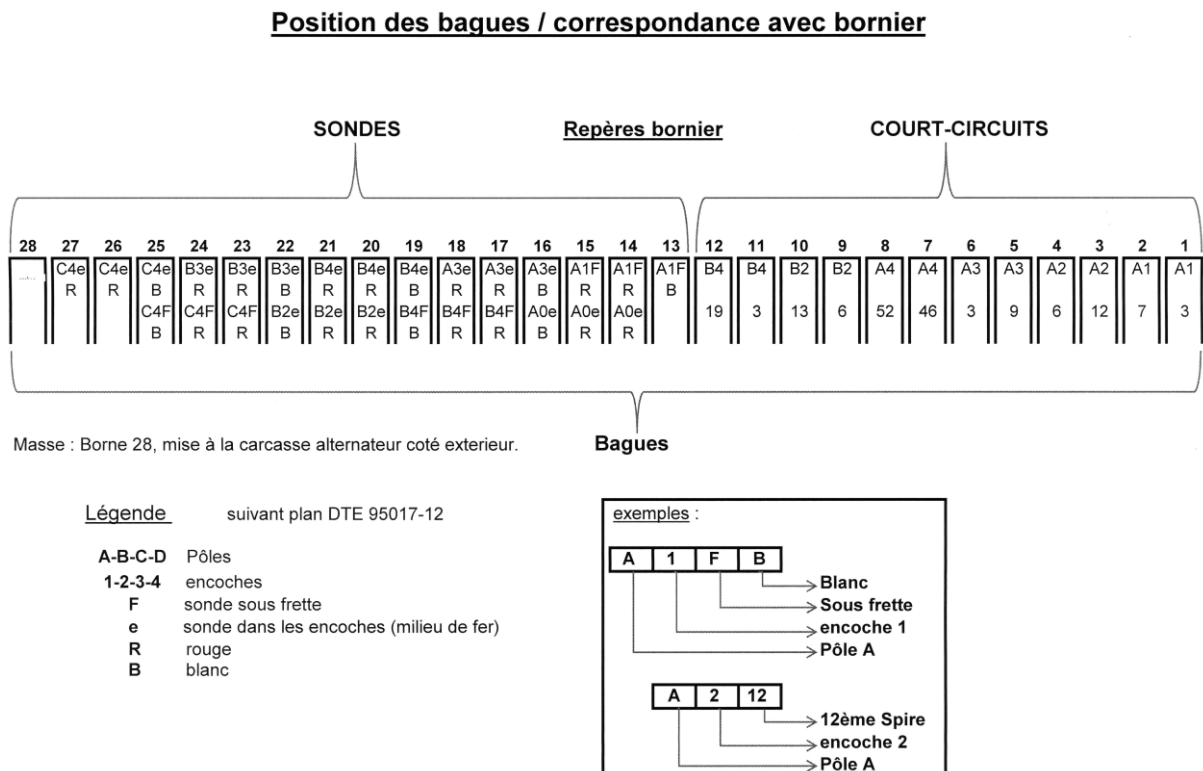 Position des bagues / correspondance avec bornier
SONDES Repères bornier COURT-CIRCUITS
28 27 26 25 24 23 22 21 20 19 18 17 16 15 14 13 12 11 10 9 8 7 6 5 4 3 2 1 1
C4e C4e C4e B3e B3e B3e B4e B4e B4e A3e A3e A3e A1F A1F A1F B4 B4 B2 B2 A4 A4 A3 A3 A2 A2 A1 A1
R R B R R B R R B R R B R R B
C4F C4F C4F B2e B2e B2e B4F B4F B4F A0e A0e A0e 19 3 13 6 52 46 3 9 6 12 7 3
B R R B R R B R R B R R
Bagues
Masse : Borne 28, mise à la carcasse alternateur coté exterieur.
Légende suivant plan DTE 95017-12
A-B-C-D Pôles
1-2-3-4 encoches
F sonde sous frette
e sonde dans les encoches (milieu de fer)
R rouge
B blanc
exemples :
A 1 F B
Blanc
Sous frette
encoche 1
Pôle A
A 2 12
12ème Spire
encoche 2
Pôle A